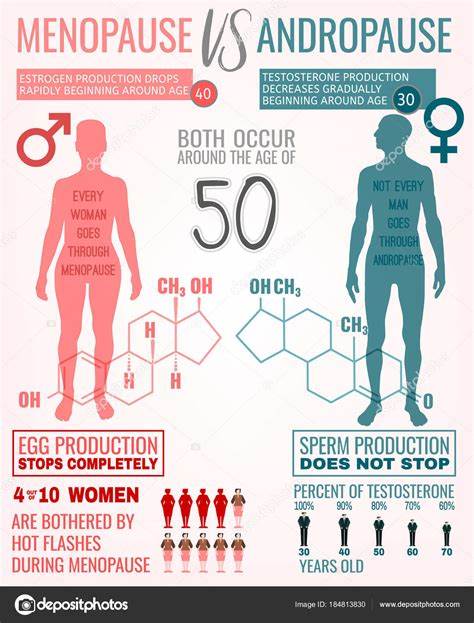 MENOPAUSE VS ANDROPAUSE
ESTROGEN PRODUCTION DROPS
RAPIDLY BEGINNING AROUND AGE 40
TESTOSTERONE PRODUCTION
DECREASES GRADUALLY
BEGINNING AROUND AGE 30
BOTH OCCUR
AROUND THE AGE OF
50
EVERY
WOMAN
GOES
THROUGH
MENOPAUSE
NOT EVERY
MAN
GOES
THROUGH
ANDROPAUSE
CH3 OH
H
H H
OH
OH
CH3
CH3
O
EGG PRODUCTION
STOPS COMPLETELY
4 OUT OF 10 WOMEN
ARE BOTHERED BY
HOT FLASHES
DURING MENOPAUSE
SPERM PRODUCTION
DOES NOT STOP
PERCENT OF TESTOSTERONE
100% 90% 80% 70% 60%
30 40 50 60 70
YEARS OLD
depositphotos
Image ID: 184813830 www.depositphotos.com